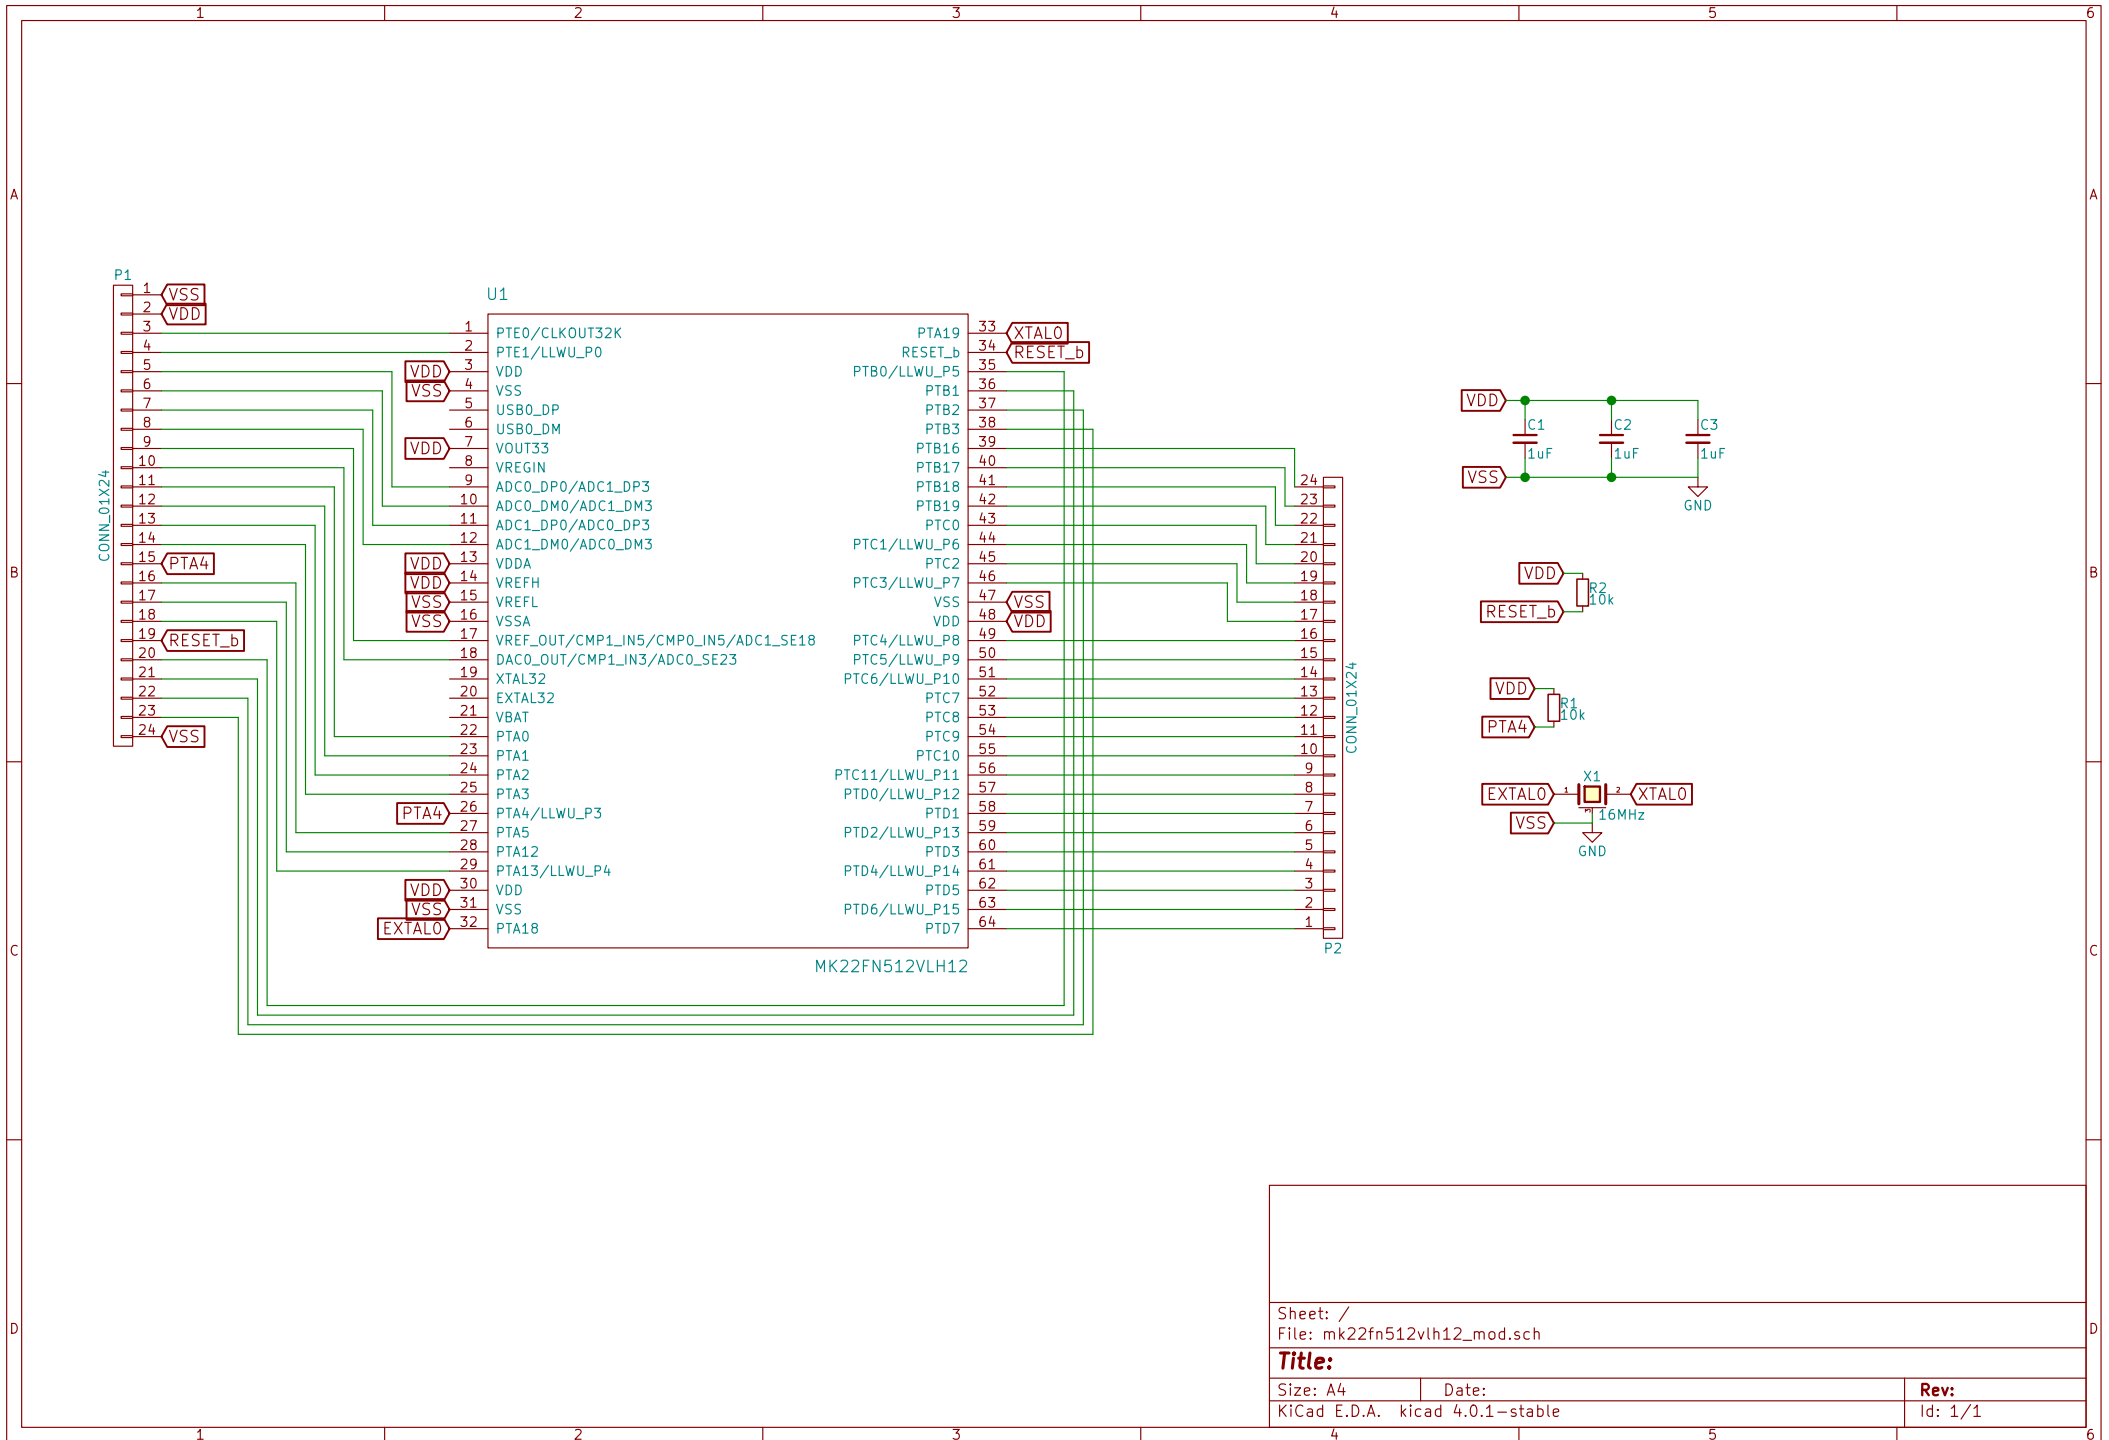 1 2 3 4 5 6
A A
B B
C C
D D
P1
CONN_01X24
1 VSS
2 VDD
3
4
5
6
7
8
9
10
11
12
13
14
15 PTA4
16
17
18
19 RESET_b
20
21
22
23
24 VSS
U1
1 PTE0/CLKOUT32K
2 PTE1/LLWU_P0
VDD 3 VDD
VSS 4 VSS
5 USB0_DP
6 USB0_DM
VDD 7 VOUT33
8 VREGIN
9 ADC0_DP0/ADC1_DP3
10 ADC0_DM0/ADC1_DM3
11 ADC1_DP0/ADC0_DP3
12 ADC1_DM0/ADC0_DM3
VDD 13 VDDA
VDD 14 VREFH
VSS 15 VREFL
VSS 16 VSSA
17 VREF_OUT/CMP1_IN5/CMP0_IN5/ADC1_SE18
18 DAC0_OUT/CMP1_IN3/ADC0_SE23
19 XTAL32
20 EXTAL32
21 VBAT
22 PTA0
23 PTA1
24 PTA2
25 PTA3
PTA4 26 PTA4/LLWU_P3
27 PTA5
28 PTA12
29 PTA13/LLWU_P4
VDD 30 VDD
VSS 31 VSS
EXTAL0 32 PTA18
PTA19 33 XTAL0
RESET_b 34 RESET_b
PTB0/LLWU_P5 35
PTB1 36
PTB2 37
PTB3 38
PTB16 39
PTB17 40
PTB18 41
PTB19 42
PTC0 43
PTC1/LLWU_P6 44
PTC2 45
PTC3/LLWU_P7 46
VSS 47 VSS
VDD 48 VDD
PTC4/LLWU_P8 49
PTC5/LLWU_P9 50
PTC6/LLWU_P10 51
PTC7 52
PTC8 53
PTC9 54
PTC10 55
PTC11/LLWU_P11 56
PTD0/LLWU_P12 57
PTD1 58
PTD2/LLWU_P13 59
PTD3 60
PTD4/LLWU_P14 61
PTD5 62
PTD6/LLWU_P15 63
PTD7 64
MK22FN512VLH12
24
23
22
21
20
19
18
17
16
15
14
13
12
11
10
9
8
7
6
5
4
3
2
1
CONN_01X24
P2
VDD
C1 C2 C3
1uF 1uF 1uF
VSS
GND
VDD
R2
10k
RESET_b
VDD
R1
10k
PTA4
X1
EXTAL0 1 2 XTAL0
3
16MHz
VSS
GND
Sheet: /
File: mk22fn512vlh12_mod.sch
Title:
Size: A4 Date: Rev:
KiCad E.D.A. kicad 4.0.1-stable Id: 1/1
1 2 3 4 5 6